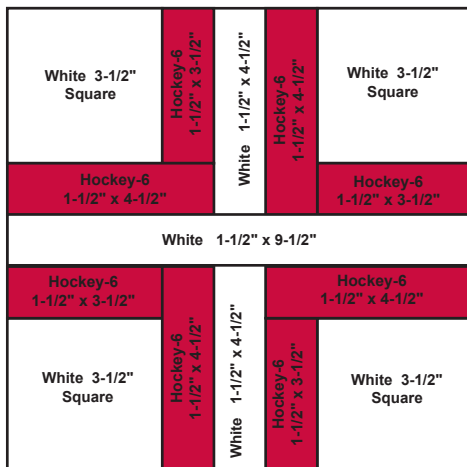 White 3-1/2"
Square
Hockey-6
1-1/2" x 3-1/2"
White 1-1/2" x 4-1/2"
Hockey-6
1-1/2" x 4-1/2"
White 3-1/2"
Square
Hockey-6
1-1/2" x 4-1/2"
Hockey-6
1-1/2" x 3-1/2"
White 1-1/2" x 9-1/2"
Hockey-6
1-1/2" x 3-1/2"
Hockey-6
1-1/2" x 4-1/2"
White 1-1/2" x 4-1/2"
Hockey-6
1-1/2" x 4-1/2"
White 3-1/2"
Square
Hockey-6
1-1/2" x 3-1/2"
White 3-1/2"
Square